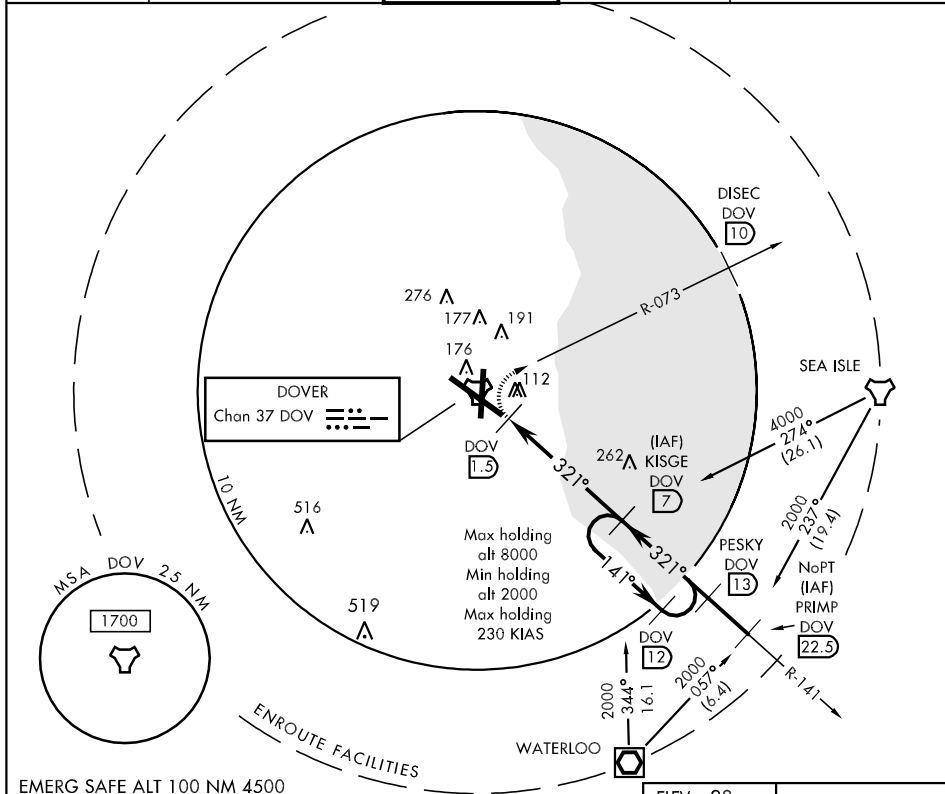 DISEC
DOV
10
R-073
276
177
191
176
112
SEA ISLE
DOVER
Chan 37 DOV
4000
274°
(26.1)
DOV
1.5
321°
262
(IAF)
KISGE
DOV
7
2000
237°
(19.4)
10 NM
516
Max holding
alt 8000
Min holding
alt 2000
Max holding
230 KIAS
141°
321°
PESKY
DOV
13
NoPT
(IAF)
PRIMP
DOV
22.5
MSA DOV 25 NM
1700
519
DOV
12
R-141
2000
344°
16.1
2000
057°
(6.4)
ENROUTE FACILITIES
WATERLOO
EMERG SAFE ALT 100 NM 4500